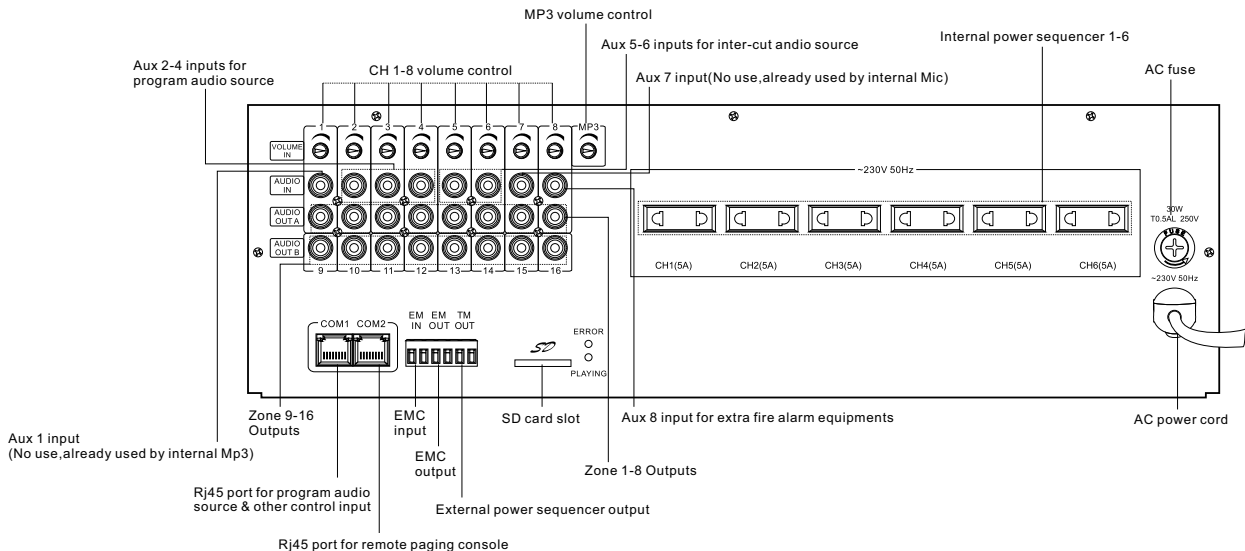 MP3 volume control
Aux 5-6 inputs for inter-cut andio source
Internal power sequencer 1-6
Aux 2-4 inputs for
program audio source
CH 1-8 volume control
Aux 7 input(No use,already used by internal Mic)
AC fuse
1 2 3 4 5 6 7 8 MP3
VOLUME
IN
AUDIO
IN
AUDIO
OUT A
AUDIO
OUT B
9 10 11 12 13 14 15 16
~230V 50Hz
CH1(5A) CH2(5A) CH3(5A) CH4(5A) CH5(5A) CH6(5A)
30W
T0.5AL 250V
FUSE
~230V 50Hz
COM1 COM2
EM
IN
EM
OUT
TM
OUT
SD
ERROR
PLAYING
Zone 9-16
Outputs
EMC
input
SD card slot
Aux 8 input for extra fire alarm equipments
AC power cord
Aux 1 input
(No use,already used by internal Mp3)
EMC
output
Zone 1-8 Outputs
Rj45 port for program audio
source & other control input
External power sequencer output
Rj45 port for remote paging console